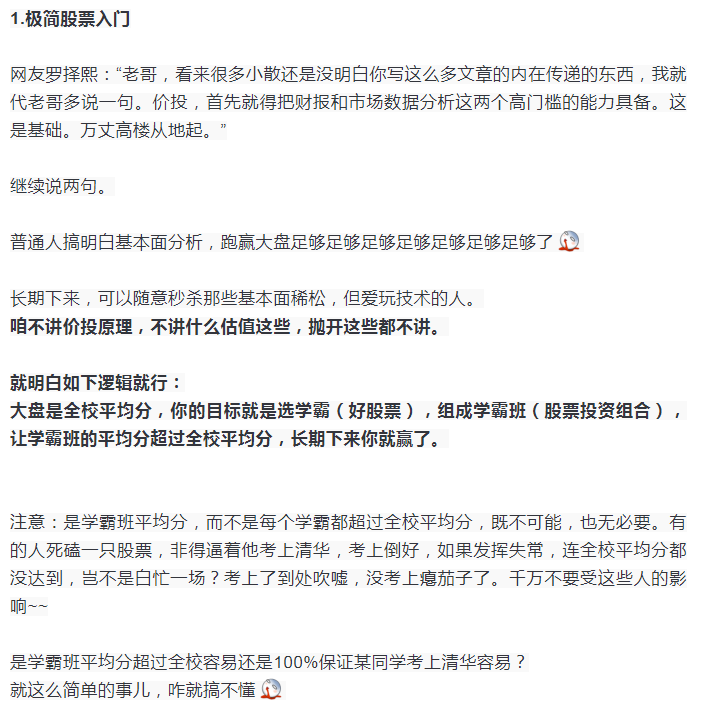 1.极简股票入门
网友罗择熙：“老哥，看来很多小散还是没明白你写这么多文章的内在传递的东西，我就
代老哥多说一句。价投，首先就得把财报和市场数据分析这两个高门槛的能力具备。这
是基础。万丈高楼从地起。”
继续说两句。
普通人搞明白基本面分析，跑赢大盘足够足够足够足够足够足够足够了
长期下来，可以随意秒杀那些基本面稀松，但爱玩技术的人。
咱不讲价投原理，不讲什么估值这些，抛开这些都不讲。
就明白如下逻辑就行：
大盘是全校平均分，你的目标就是选学霸（好股票），组成学霸班（股票投资组合），
让学霸班的平均分超过全校平均分，长期下来你就赢了。
注意：是学霸班平均分，而不是每个学霸都超过全校平均分，既不可能，也无必要。有
的人死磕一只股票，非得逼着他考上清华，考上倒好，如果发挥失常，连全校平均分都
没达到，岂不是白忙一场？考上了到处吹嘘，没考上瘪茄子了。千万不要受这些人的影
响~~
是学霸班平均分超过全校容易还是100%保证某同学考上清华容易？
就这么简单的事儿，咋就搞不懂